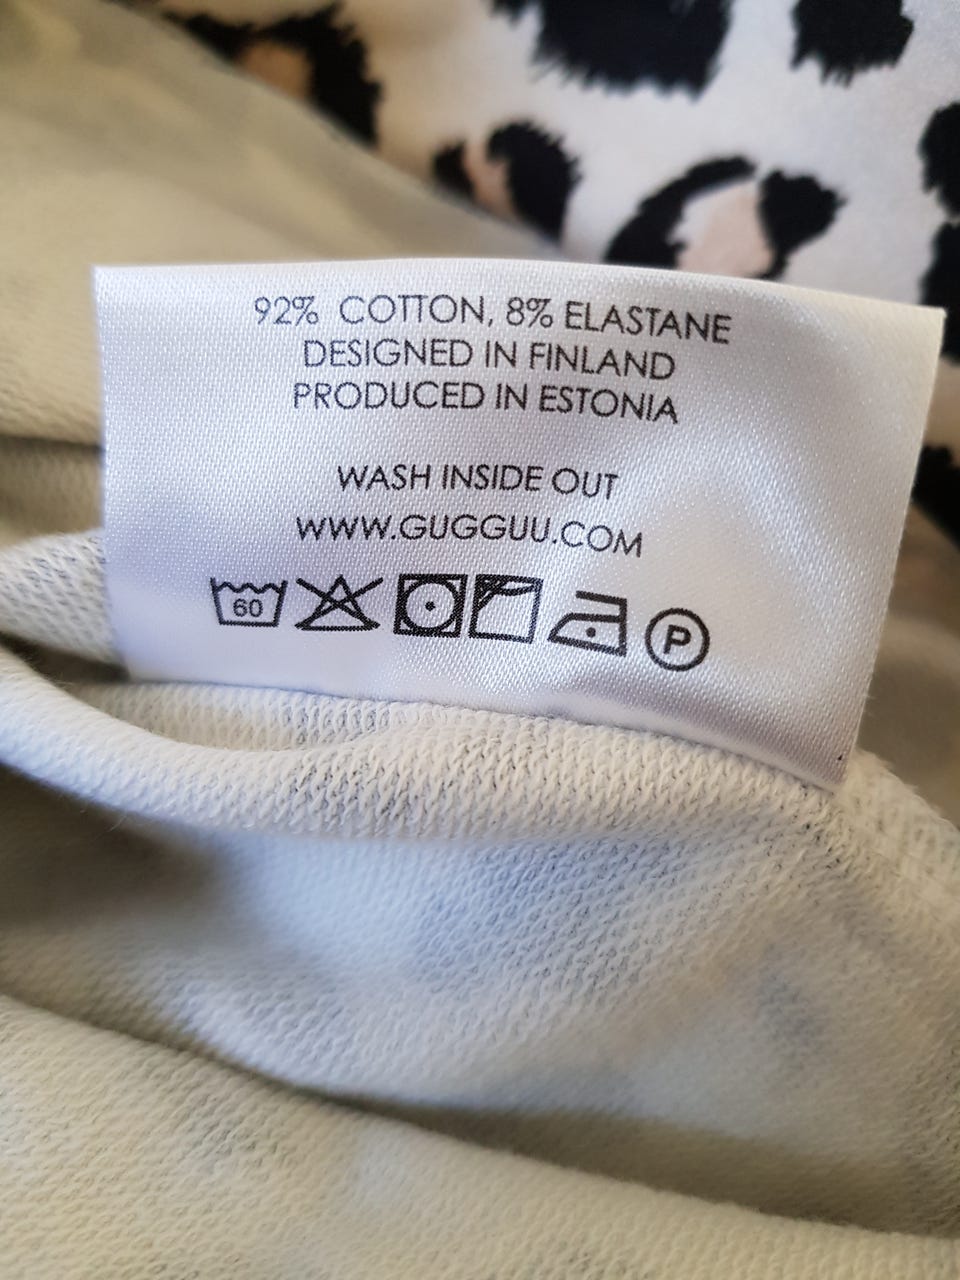 92% COTTON, 8% ELASTANE
DESIGNED IN FINLAND
PRODUCED IN ESTONIA
WASH INSIDE OUT
WWW.GUGGUU.COM
60 P